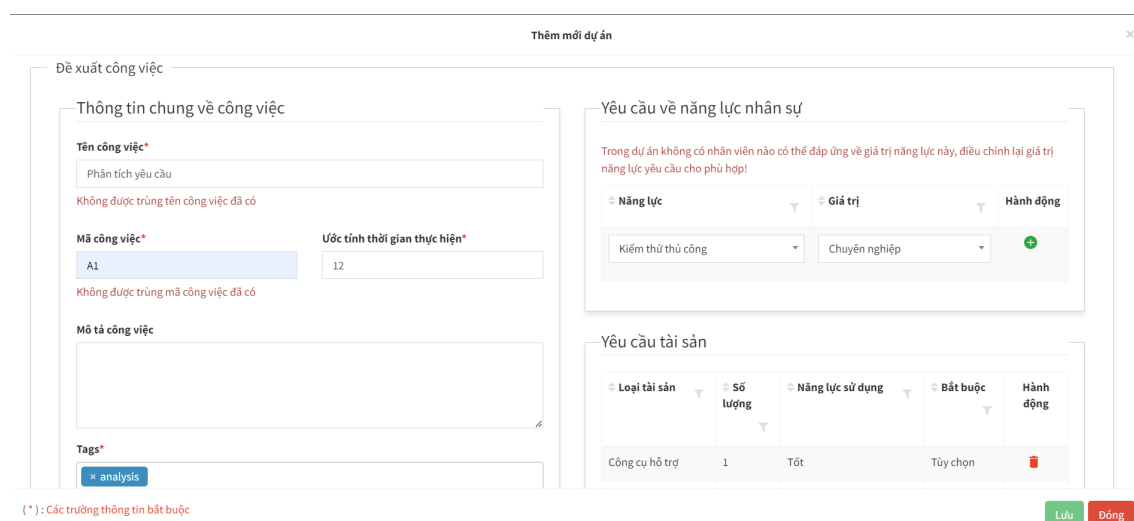 Thêm mới dự án
×
Đề xuất công việc
Thông tin chung về công việc
Tên công việc*
Phân tích yêu cầu
Không được trùng tên công việc đã có
Mã công việc*
Ước tính thời gian thực hiện*
A1
12
Không được trùng mã công việc đã có
Mô tả công việc
Tags*
× analysis
Yêu cầu về năng lực nhân sự
Trong dự án không có nhân viên nào có thể đáp ứng về giá trị năng lực này, điều chỉnh lại giá trị
năng lực yêu cầu cho phù hợp!
Năng lực
Giá trị
Hành động
Kiểm thử thủ công
Chuyên nghiệp
Yêu cầu tài sản
Loại tài sản
Số
lượng
Năng lực sử dụng
Bắt buộc
Hành
động
Công cụ hỗ trợ
1
Tốt
Tùy chọn
( * ) : Các trường thông tin bắt buộc
Lưu
Đóng